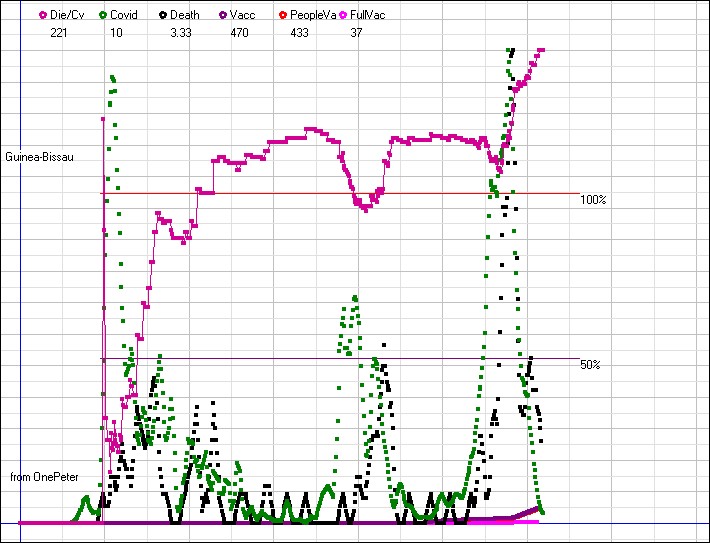 Die/Cv Covid Death Vacc PeopleVa FullVac
221 10 3.33 470 433 37
Guinea-Bissau
100%
50%
from OnePeter